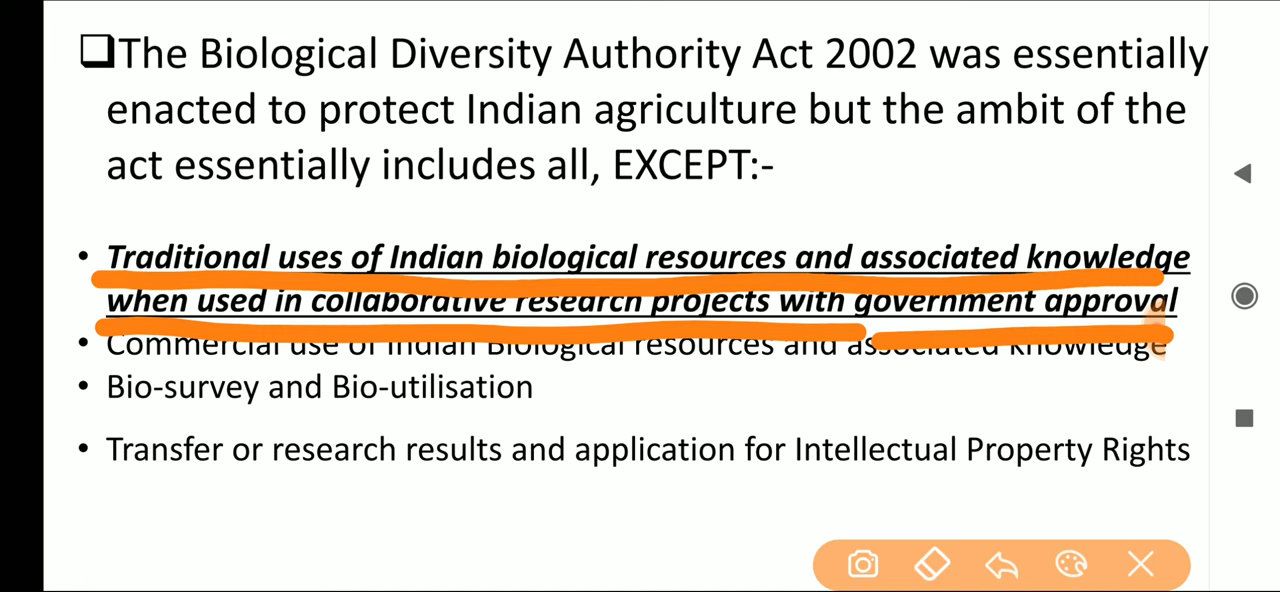 ❑The Biological Diversity Authority Act 2002 was essentially
enacted to protect Indian agriculture but the ambit of the
act essentially includes all, EXCEPT:-
• Traditional uses of Indian biological resources and associated knowledge
when used in collaborative research projects with government approval
• Commercial use of Indian Biological resources and associated knowledge
• Bio-survey and Bio-utilisation
• Transfer or research results and application for Intellectual Property Rights